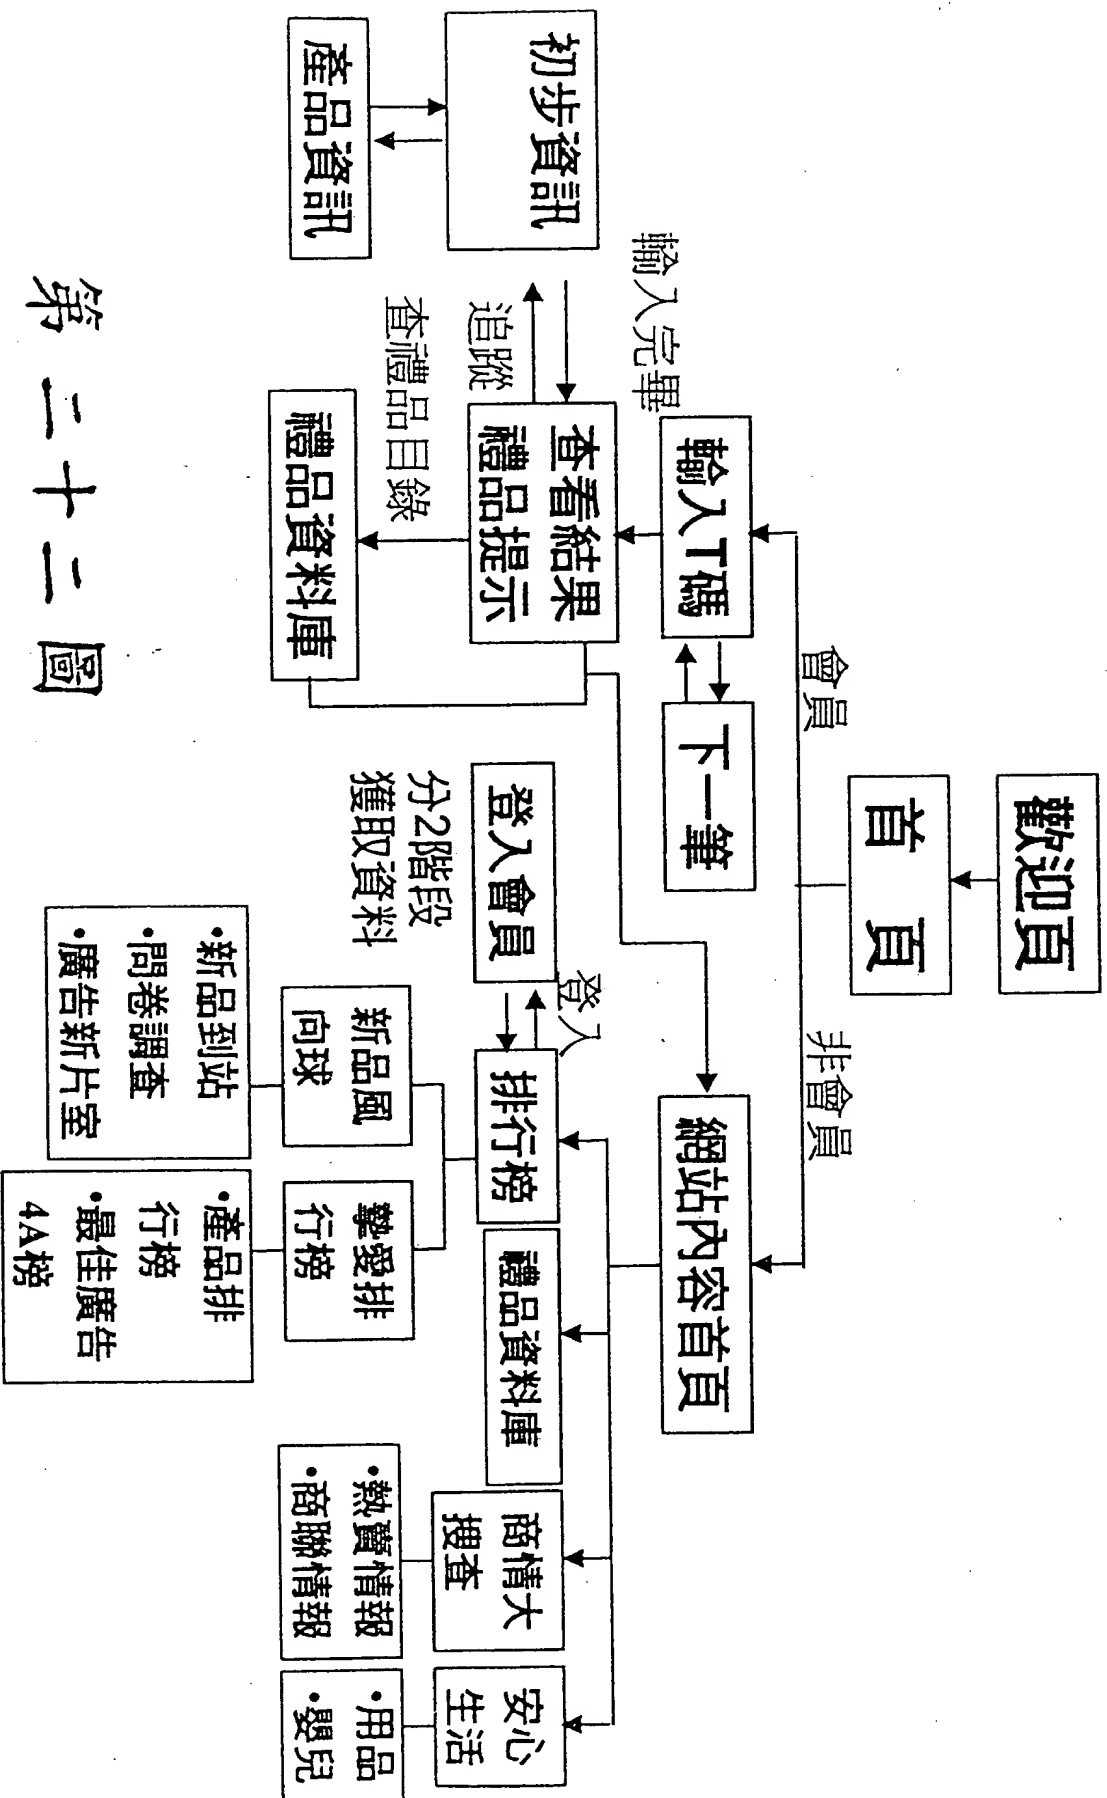 歡迎頁
首 頁
會員
非會員
輸入T碼
下一筆
網站內容首頁
輸入完畢
初步資訊
查看結果
禮品提示
追蹤
產品資訊
查禮品目錄
禮品資料庫
登入會員
登入
分2階段
獲取資料
排行榜
禮品資料庫
商情大
搜查
安心
生活
新品風
向球
摯愛排
行榜
•熱賣情報
•商聯情報
•用品
•嬰兒
•新品到站
•問卷調查
•廣告新片室
•產品排
行榜
•最佳廣告
4A榜
第二十二圖